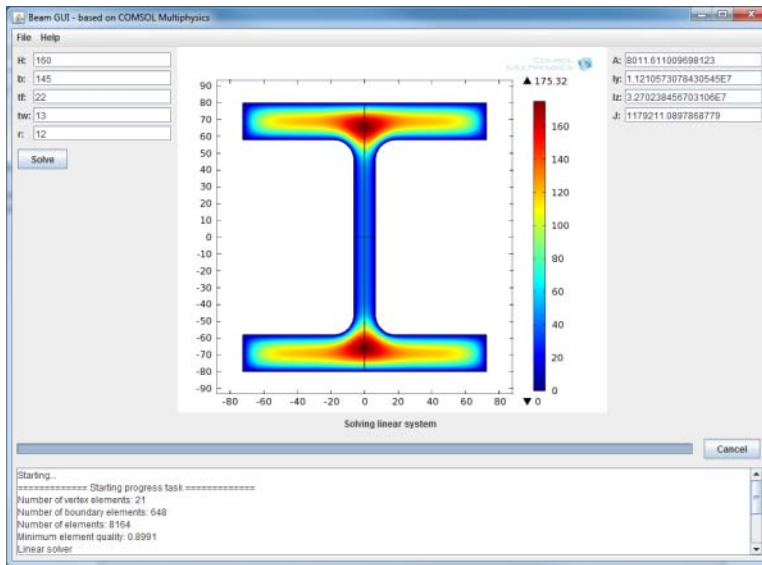 Beam GUI - based on COMSOL Multiphysics
File Help
H: 160
b: 145
tf: 22
tw: 13
r: 12
Solve
COMSOL
MULTIPHYSICS
▲ 175.32
90
80
70
60
50
40
30
20
10
0
-10
-20
-30
-40
-50
-60
-70
-80
-90
-80 -60 -40 -20 0 20 40 60 80
160
140
120
100
80
60
40
20
0
▼ 0
A: 8011.611009698123
Iy: 1.1210573078430545E7
Iz: 3.270238456703106E7
J: 1179211.0897868779
Solving linear system
Cancel
Starting...
============= Starting progress task =============
Number of vertex elements: 21
Number of boundary elements: 648
Number of elements: 8164
Minimum element quality: 0.8991
Linear solver